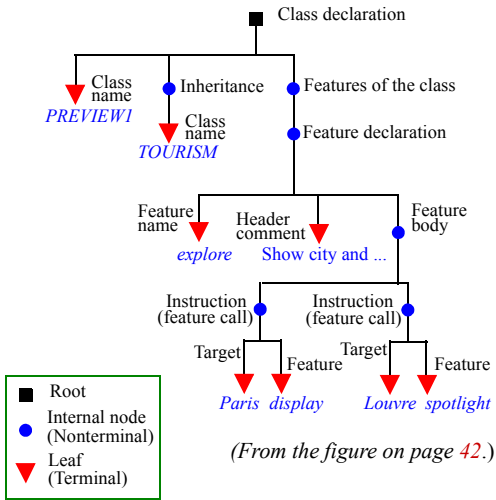 Class declaration
Class
name
PREVIEW1
Inheritance
Features of the class
Class
name
TOURISM
Feature declaration
Feature
name
explore
Header
comment
Show city and ...
Feature
body
Instruction
(feature call)
Instruction
(feature call)
Target
Feature
Target
Feature
Paris display
Louvre spotlight
Root
Internal node
(Nonterminal)
Leaf
(Terminal)
(From the figure on page 42.)